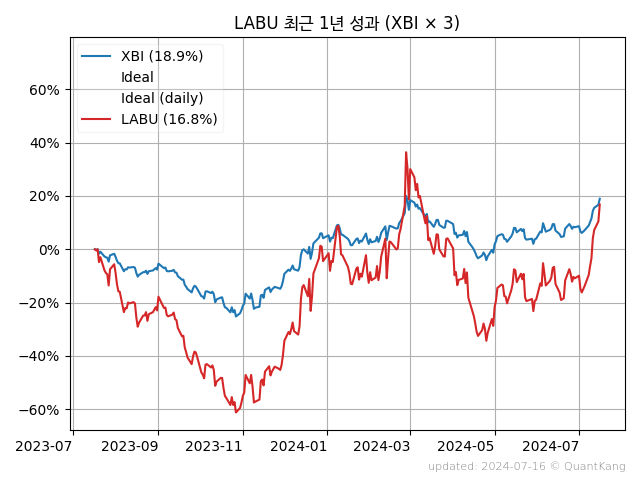 LABU 최근 1년 성과 (XBI × 3)
XBI (18.9%)
Ideal
Ideal (daily)
LABU (16.8%)
60%
40%
20%
0%
−20%
−40%
−60%
2023-07 2023-09 2023-11 2024-01 2024-03 2024-05 2024-07
updated: 2024-07-16 © QuantKang